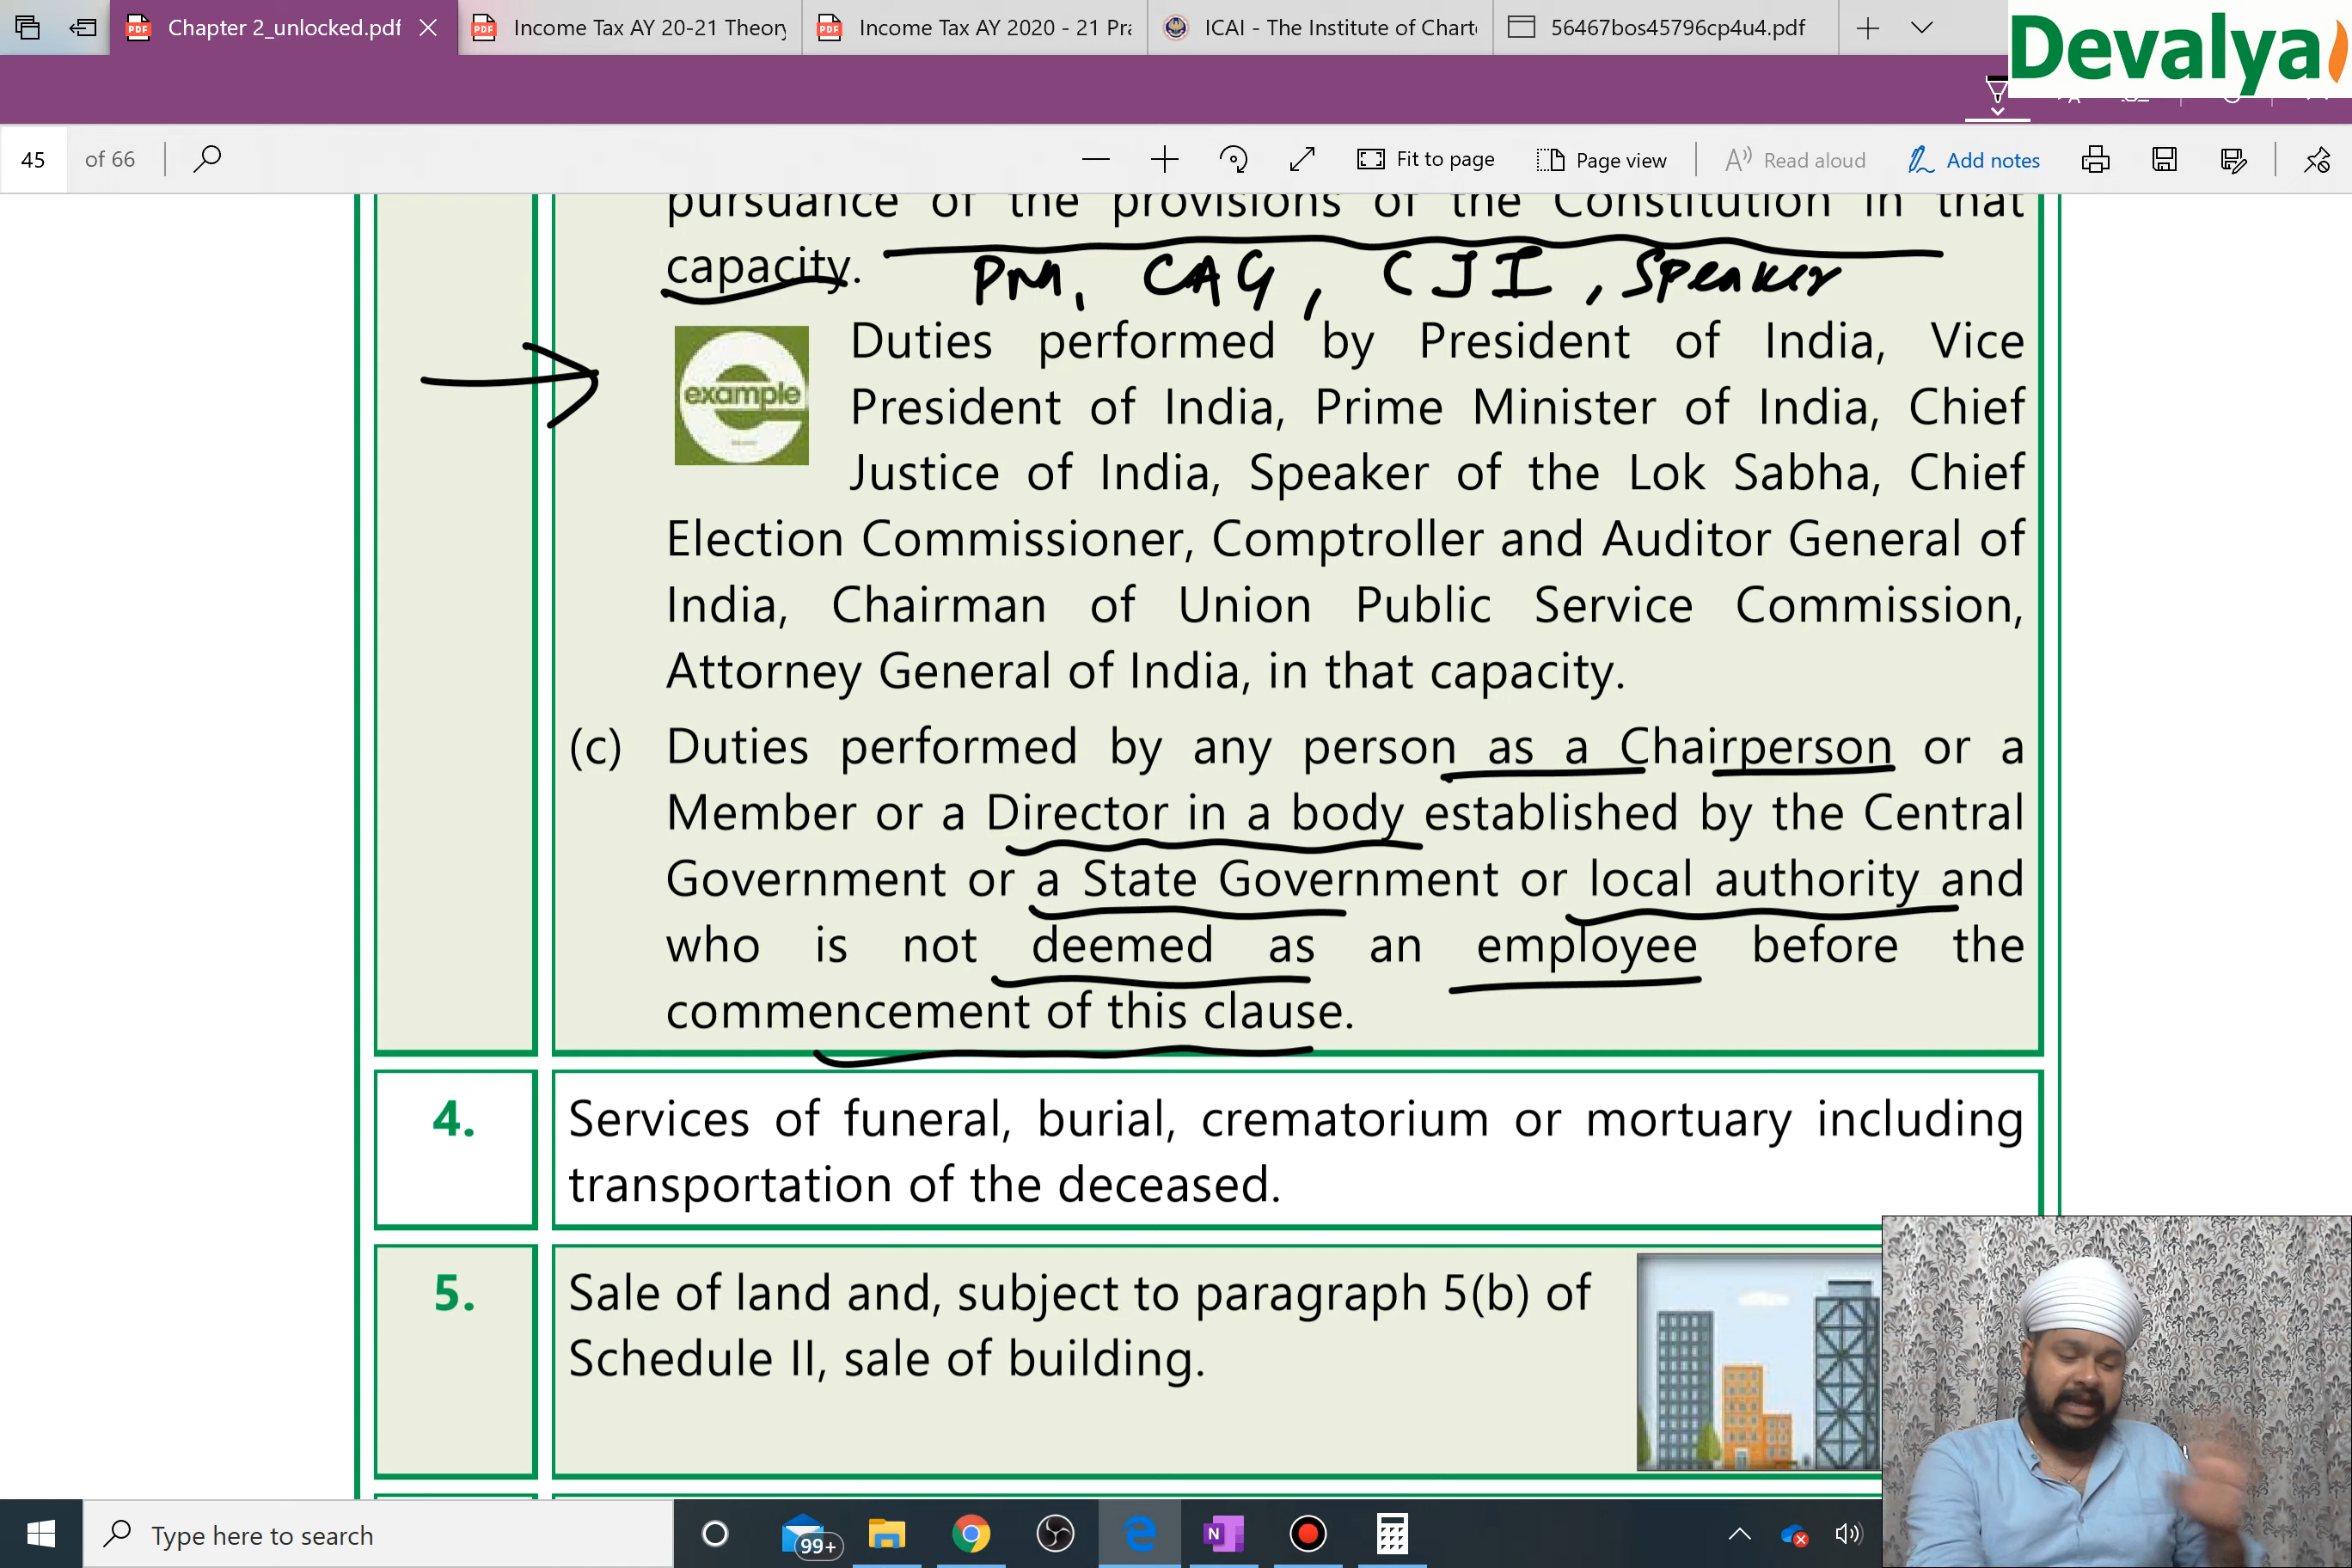 Chapter 2_unlocked.pdf
Income Tax AY 20-21 Theory
Income Tax AY 2020 - 21 Pra
ICAI - The Institute of Charte
56467bos45796cp4u4.pdf
Devalya
45 of 66
Fit to page
Page view
Read aloud
Add notes
pursuance of the provisions of the Constitution in that
capacity.
PM, CAG, CJI, Speaker
example
Duties performed by President of India, Vice
President of India, Prime Minister of India, Chief
Justice of India, Speaker of the Lok Sabha, Chief
Election Commissioner, Comptroller and Auditor General of
India, Chairman of Union Public Service Commission,
Attorney General of India, in that capacity.
(c) Duties performed by any person as a Chairperson or a
Member or a Director in a body established by the Central
Government or a State Government or local authority and
who is not deemed as an employee before the
commencement of this clause.
4. Services of funeral, burial, crematorium or mortuary including
transportation of the deceased.
5. Sale of land and, subject to paragraph 5(b) of
Schedule II, sale of building.
Type here to search
99+